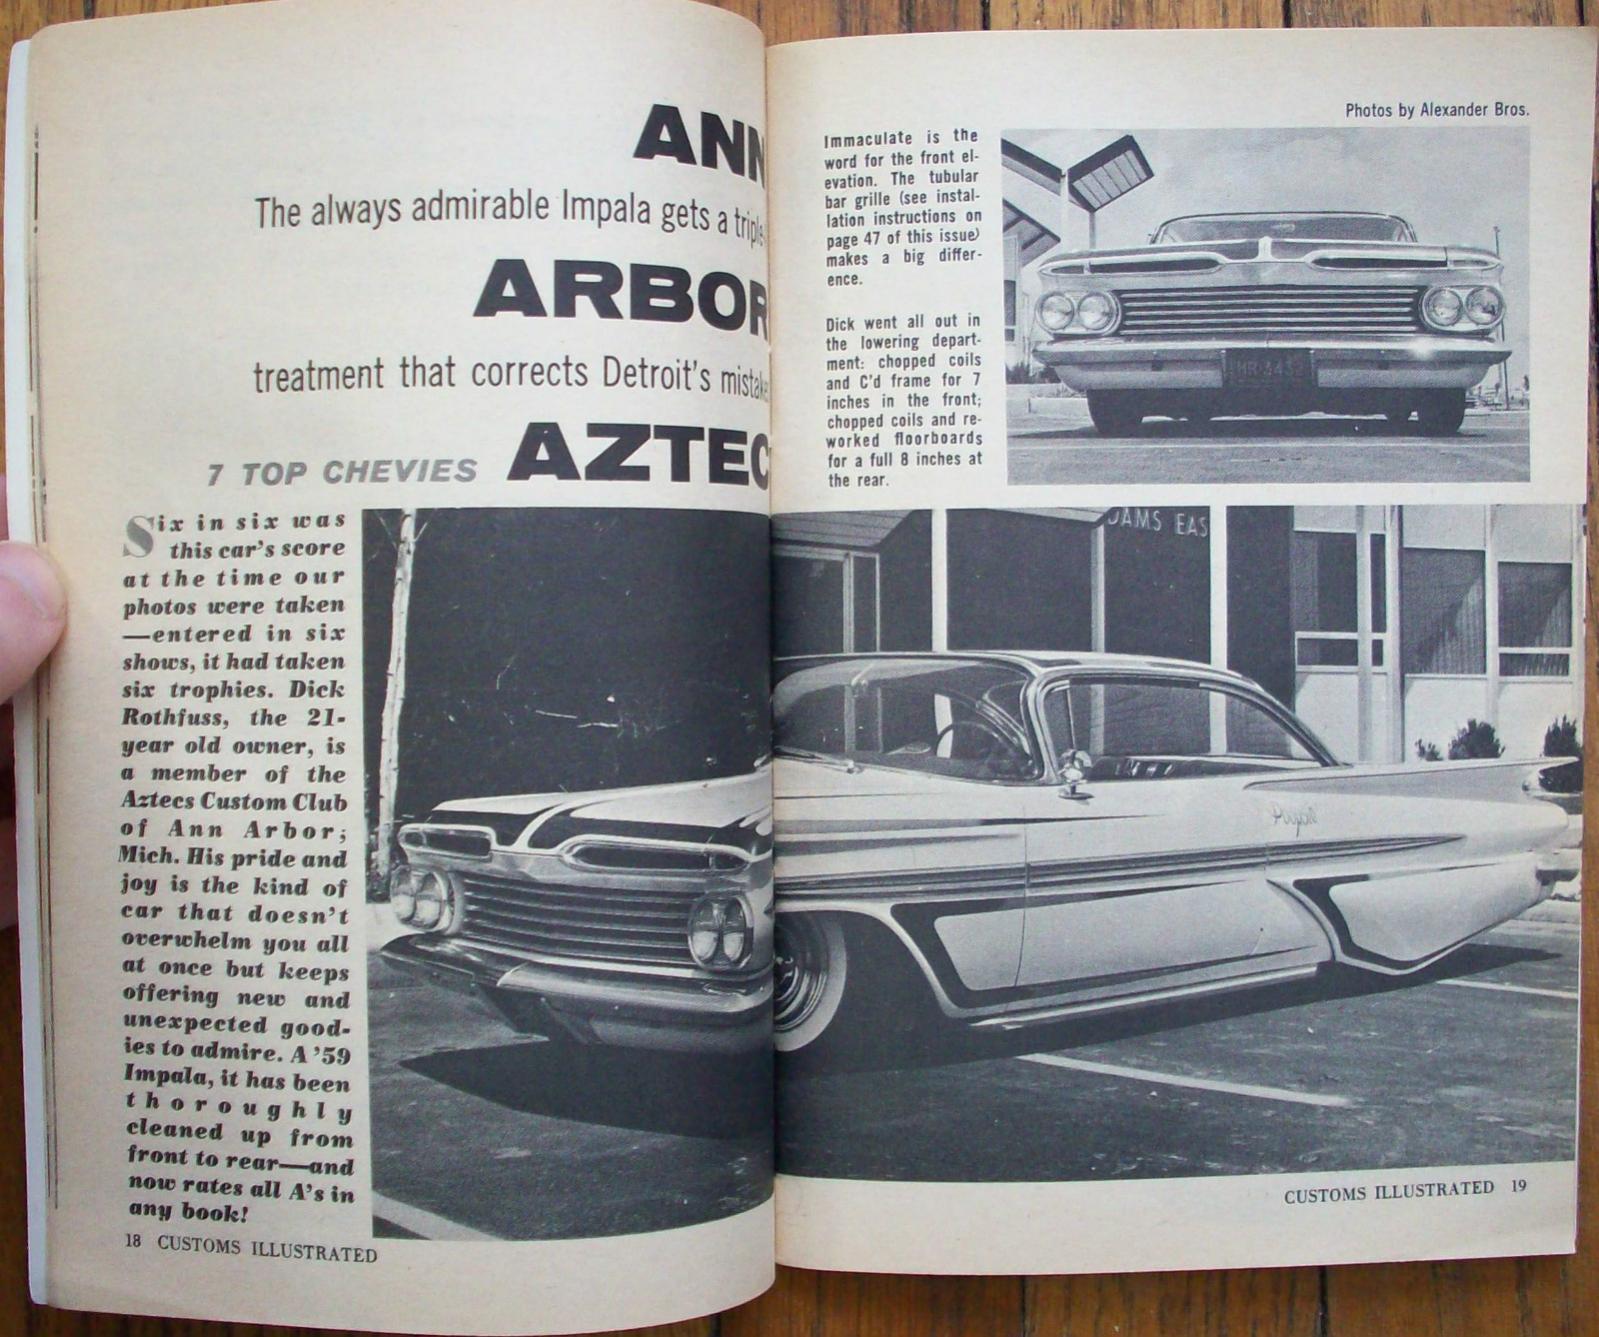 ANN
The always admirable Impala gets a triple
ARBOR
treatment that corrects Detroit's mistakes
7 TOP CHEVIES AZTEC
Six in six was
this car's score
at the time our
photos were taken
—entered in six
shows, it had taken
six trophies. Dick
Rothfuss, the 21-
year old owner, is
a member of the
Aztecs Custom Club
of Ann Arbor;
Mich. His pride and
joy is the kind of
car that doesn't
overwhelm you all
at once but keeps
offering new and
unexpected good-
ies to admire. A '59
Impala, it has been
thoroughly
cleaned up from
front to rear—and
now rates all A's in
any book!
18 CUSTOMS ILLUSTRATED
Photos by Alexander Bros.
Immaculate is the
word for the front el-
evation. The tubular
bar grille (see instal-
lation instructions on
page 47 of this issue)
makes a big differ-
ence.
Dick went all out in
the lowering depart-
ment: chopped coils
and C'd frame for 7
inches in the front;
chopped coils and re-
worked floorboards
for a full 8 inches at
the rear.
DAMS EAS
CUSTOMS ILLUSTRATED 19